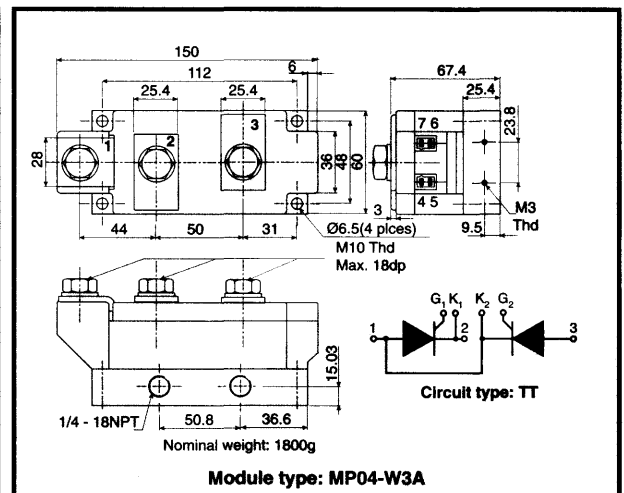 150
112
6
25.4
25.4
1
2
3
28
36
48
60
44
50
31
Ø6.5(4 plces)
M10 Thd
Max. 18dp
67.4
25.4
7 6
4 5
23.8
3
9.5
M3
Thd
15.03
1/4 - 18NPT
50.8
36.6
Nominal weight: 1800g
G1 K1 K2 G2
1
2
3
Circuit type: TT
Module type: MP04-W3A